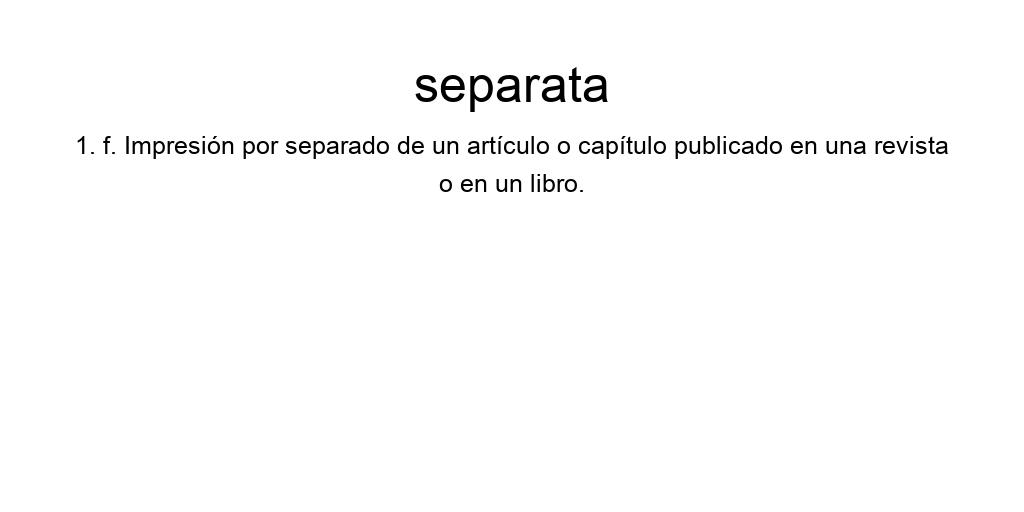 separata
1. f. Impresión por separado de un artículo o capítulo publicado en una revista
o en un libro.